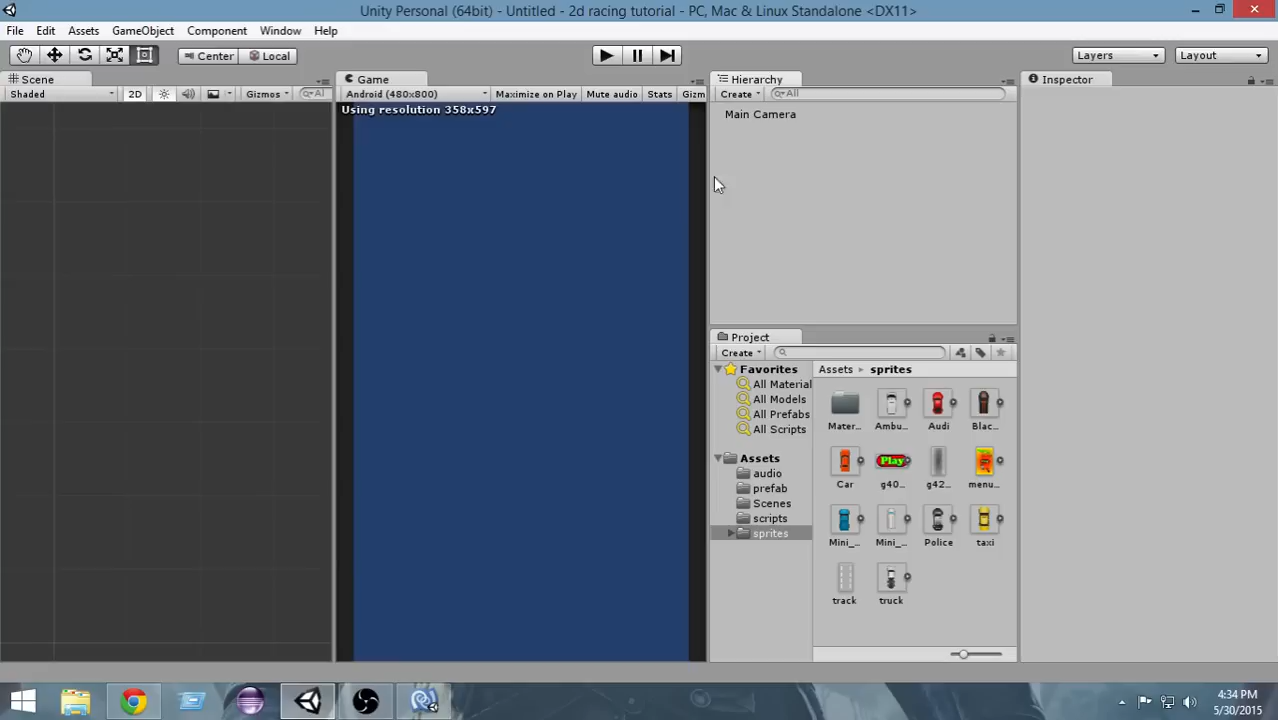 Unity Personal (64bit) - Untitled - 2d racing tutorial - PC, Mac & Linux Standalone <DX11>
File Edit Assets GameObject Component Window Help
Center Local Layers Layout
Scene Game Hierarchy Inspector
Shaded 2D Gizmos All Android (480x800) Maximize on Play Mute audio Stats Gizm Create All
Using resolution 358x597
Main Camera
Project
Create
Favorites
All Material
All Models
All Prefabs
All Scripts
Assets
audio
prefab
Scenes
scripts
sprites
Assets sprites
Mater... Ambu... Audi Blac...
Play
Car g40... g42... menu...
Mini_... Mini_... Police taxi
track truck
4:34 PM
5/30/2015